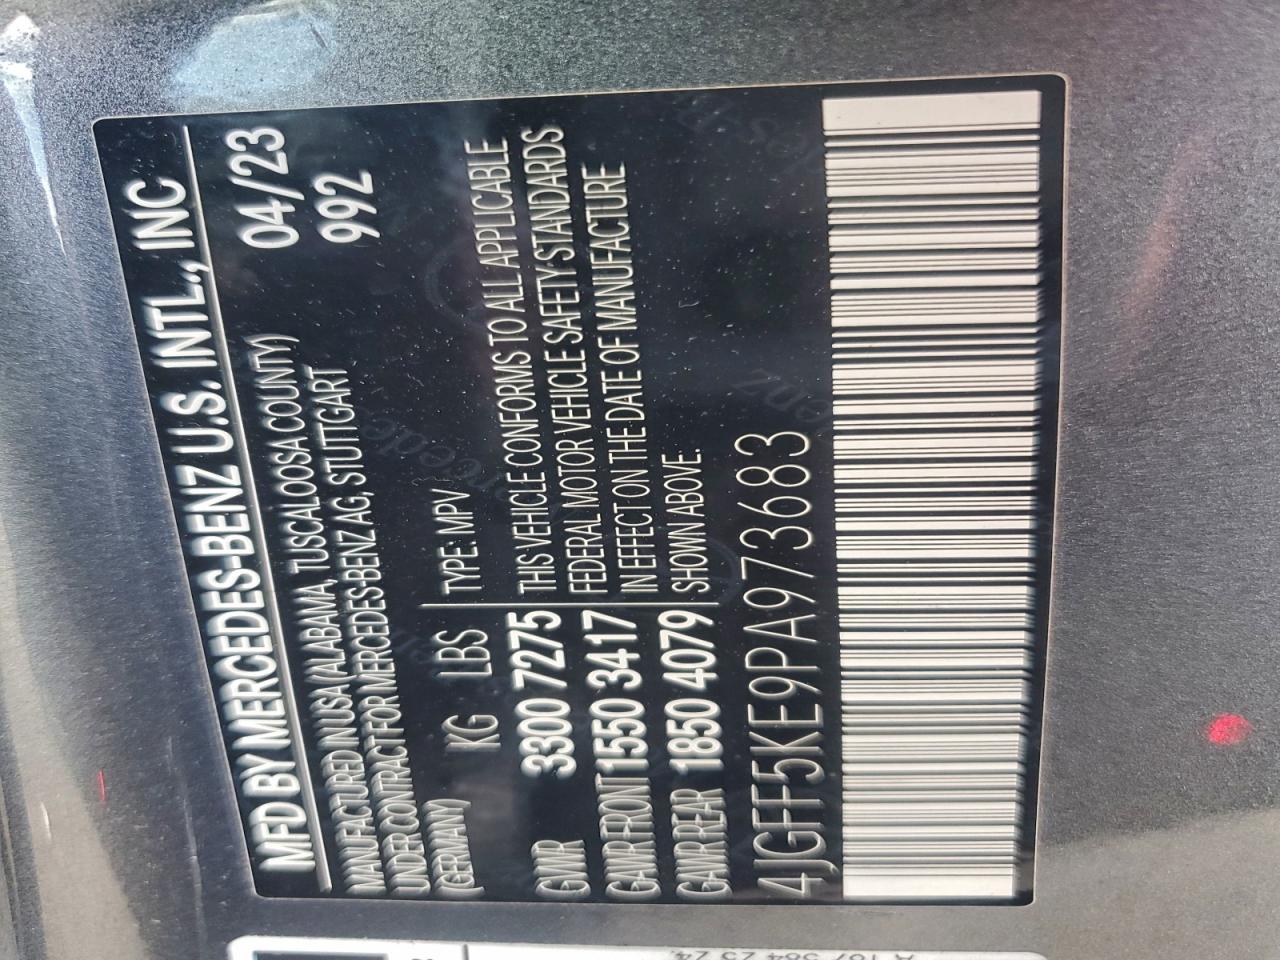 MFD BY MERCEDES-BENZ U.S. INTL., INC
MANUFACTURED IN USA (ALABAMA, TUSCALOOSA COUNTY) 04/23
UNDER CONTRACT FOR MERCEDES-BENZ AG, STUTTGART 992
(GERMANY) KG LBS TYPE: MPV
GVWR 3300 7275
GAWR FRONT 1550 3417
GAWR REAR 1850 4079
THIS VEHICLE CONFORMS TO ALL APPLICABLE
FEDERAL MOTOR VEHICLE SAFETY STANDARDS
IN EFFECT ON THE DATE OF MANUFACTURE
SHOWN ABOVE:
4JGFF5KE9PA973683